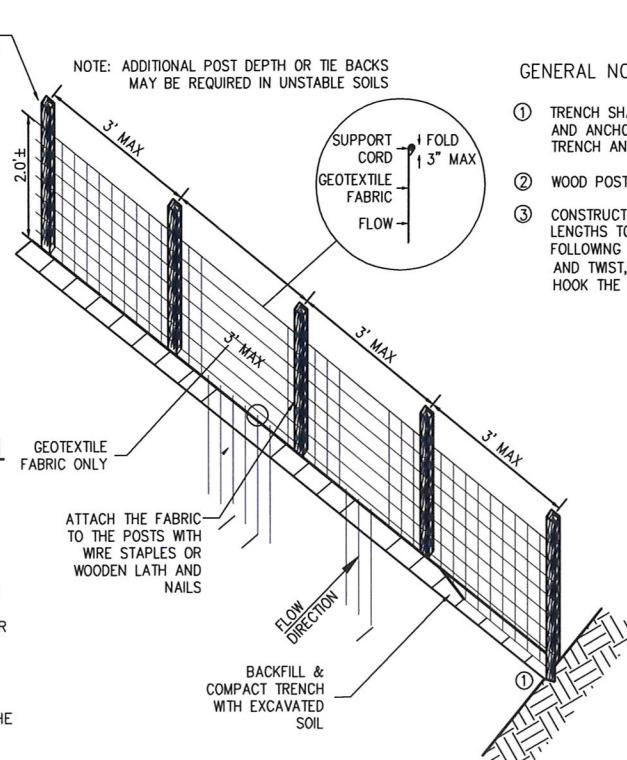 NOTE: ADDITIONAL POST DEPTH OR TIE BACKS
MAY BE REQUIRED IN UNSTABLE SOILS
3' MAX
2.0'±
SUPPORT
CORD
FOLD
3" MAX
GEOTEXTILE
FABRIC
FLOW
3' MAX
3' MAX
3' MAX
GEOTEXTILE
FABRIC ONLY
ATTACH THE FABRIC
TO THE POSTS WITH
WIRE STAPLES OR
WOODEN LATH AND
NAILS
FLOW
DIRECTION
BACKFILL &
COMPACT TRENCH
WITH EXCAVATED
SOIL
①
GENERAL NO
① TRENCH SHA
AND ANCHO
TRENCH AN
② WOOD POST
③ CONSTRUCT
LENGTHS TO
FOLLOWING
AND TWIST,
HOOK THE
R
HE